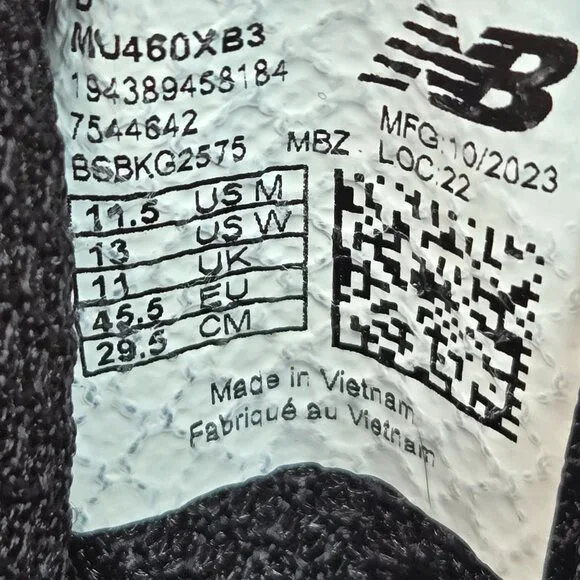 MU460XB3
194389458184
7544642
BSBKG2575 MBZ
MFG:10/2023
LOC:22
11.5 US M
13 US W
11 UK
45.5 EU
29.5 CM
Made in Vietnam
Fabriqué au Vietnam
NB